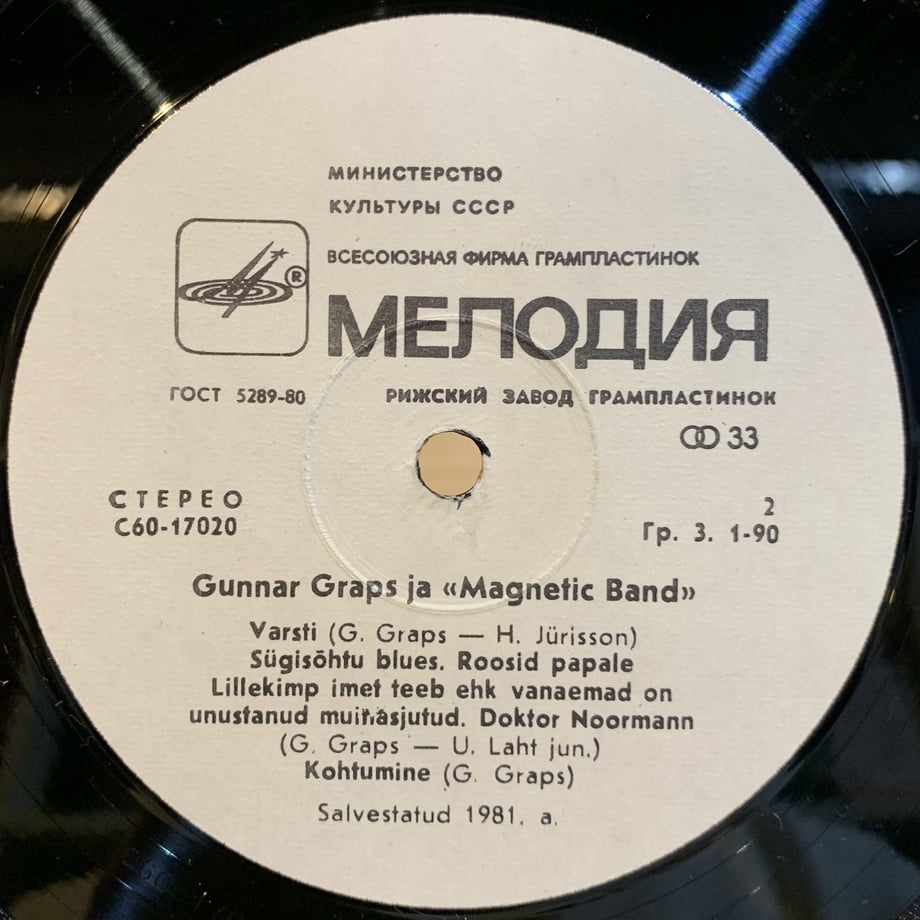 МИНИСТЕРСТВО
КУЛЬТУРЫ СССР
ВСЕСОЮЗНАЯ ФИРМА ГРАМПЛАСТИНОК
®
МЕЛОДИЯ
ГОСТ 5289-80
РИЖСКИЙ ЗАВОД ГРАМПЛАСТИНОК
33
СТЕРЕО
С60-17020
2
Гр. 3. 1-90
Gunnar Graps ja «Magnetic Band»
Varsti (G. Graps — H. Jürisson)
Sügisõhtu blues. Roosid papale
Lillekimp imet teeb ehk vanaemad on
unustanud muinasjutud. Doktor Noormann
(G. Graps — U. Laht jun.)
Kohtumine (G. Graps)
Salvestatud 1981. a.